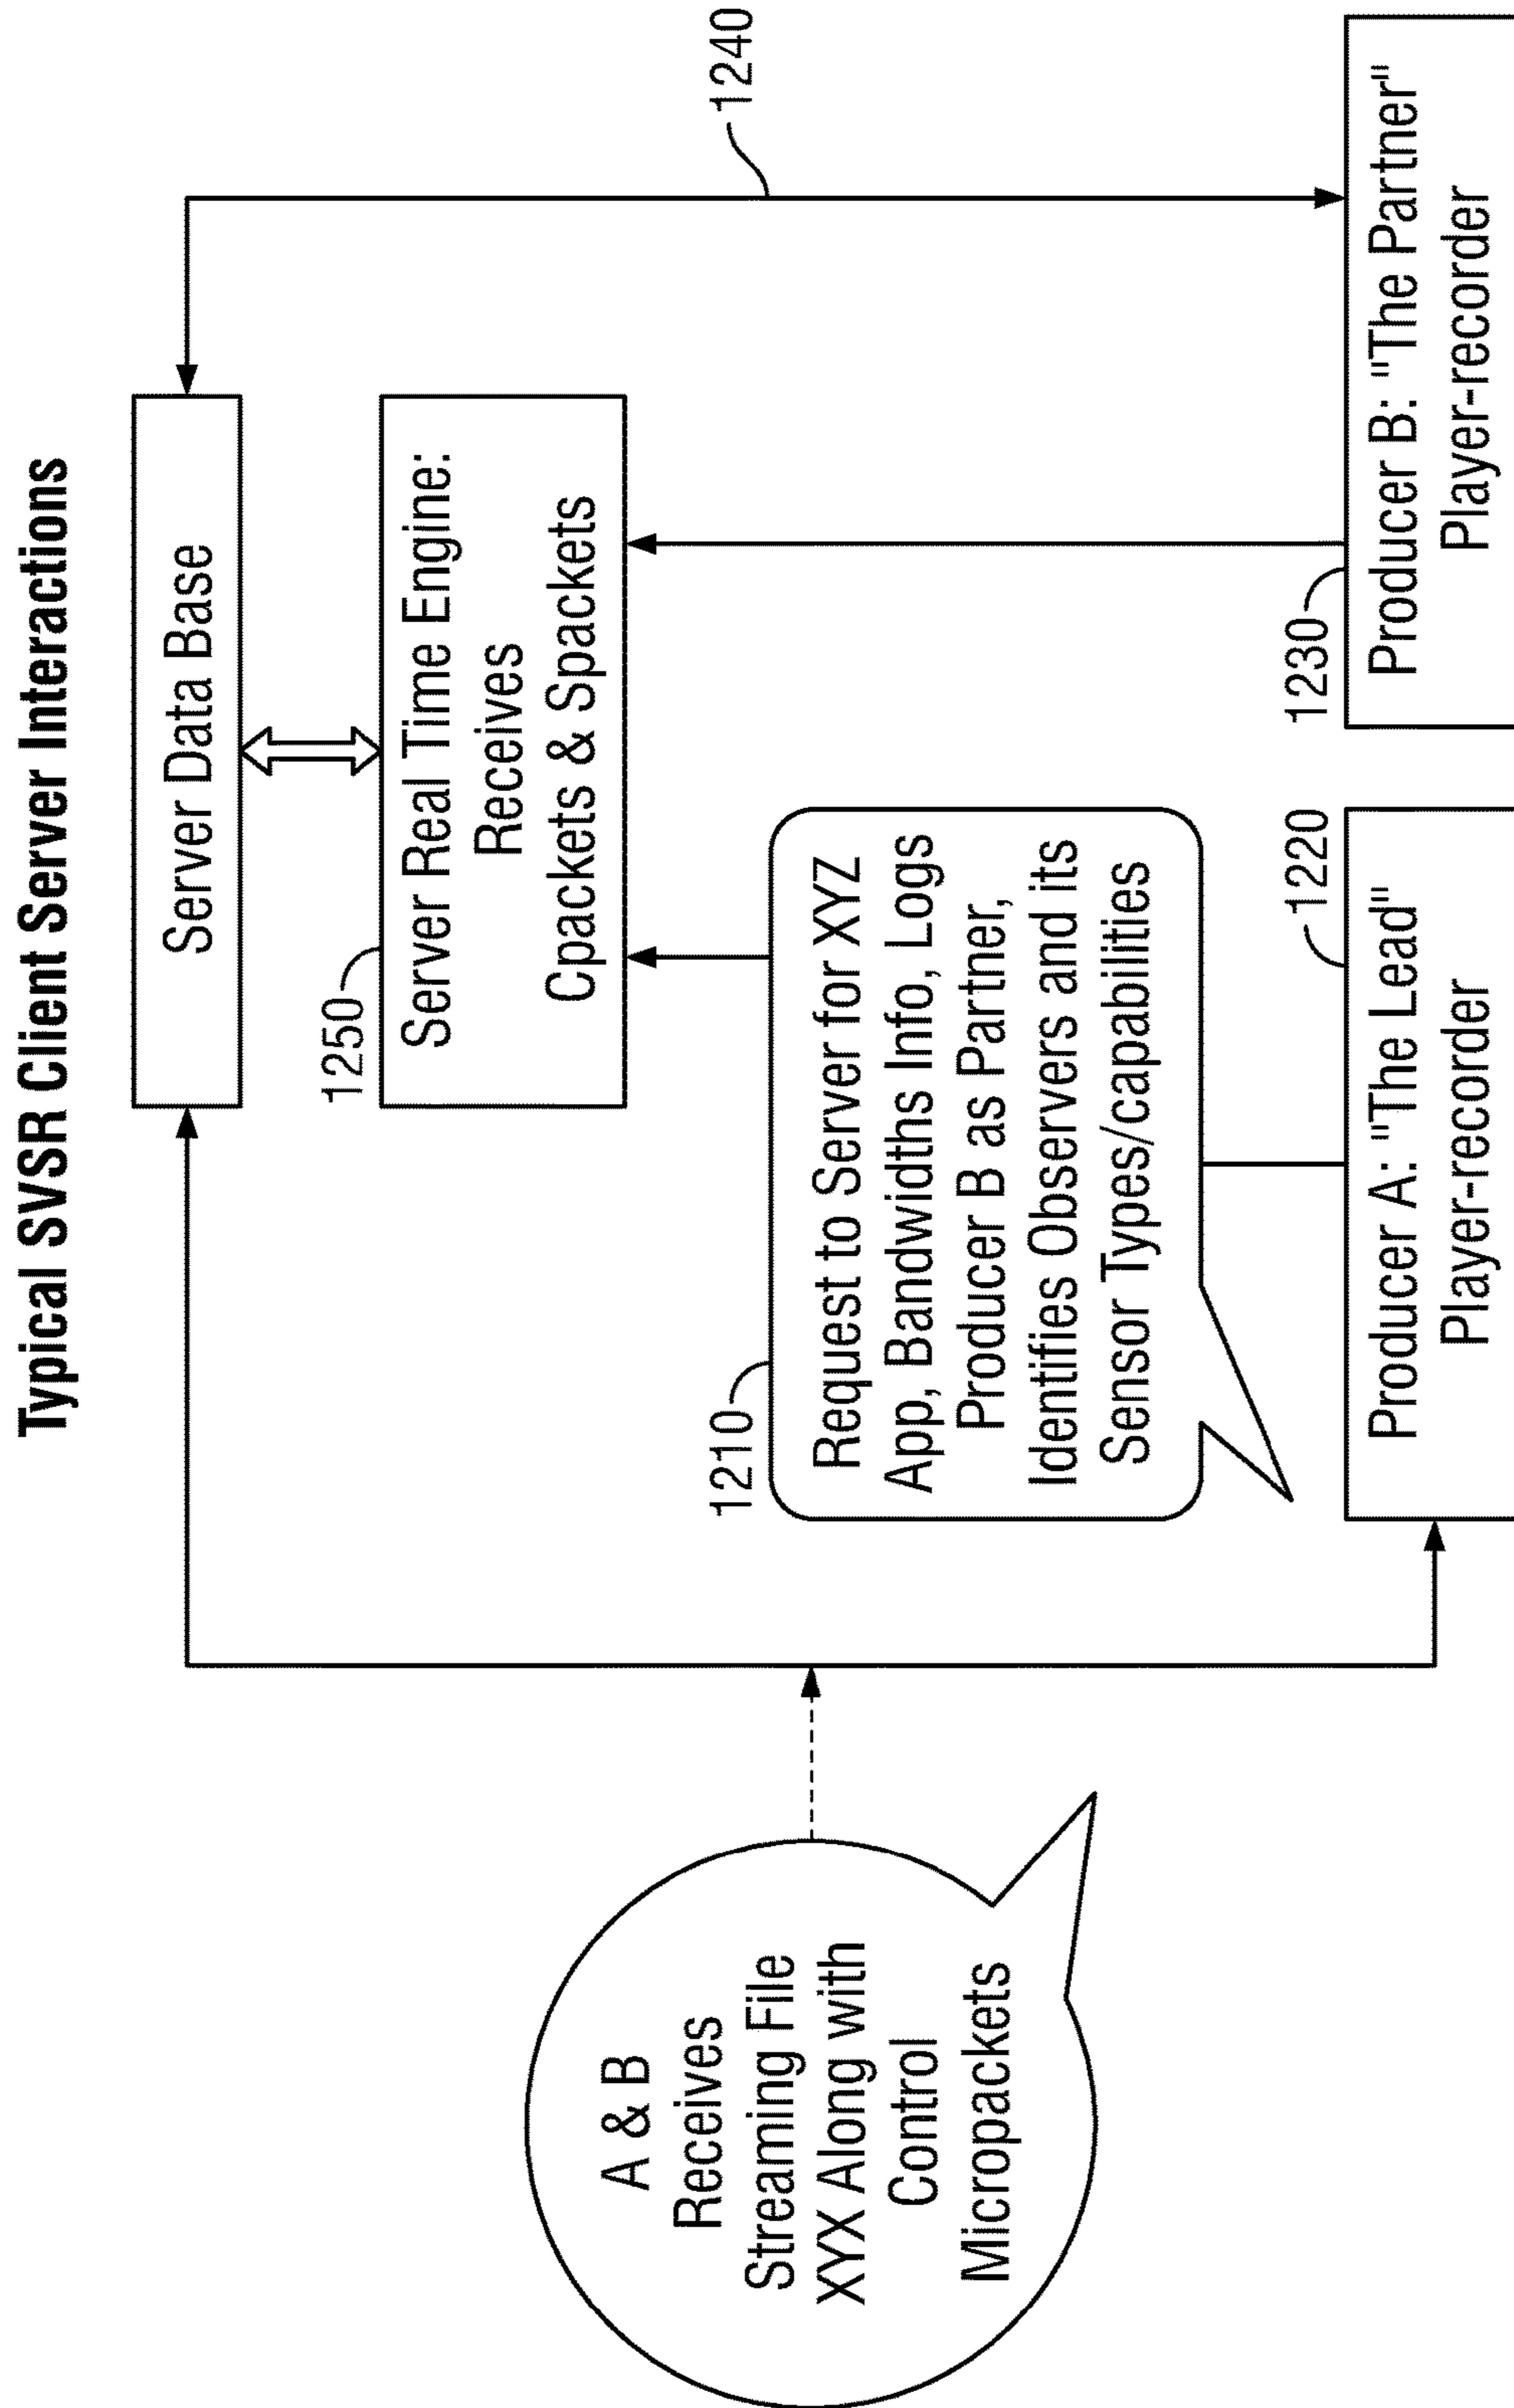 Typical SVSR Client Server Interactions
Server Data Base
1250
Server Real Time Engine:
Receives
Cpackets & Spackets
1240
A & B
Receives
Streaming File
XYX Along with
Control
Micropackets
1210
Request to Server for XYZ
App, Bandwidths Info, Logs
Producer B as Partner,
Identifies Observers and its
Sensor Types/capabilities
1220
Producer A: "The Lead"
Player-recorder
1230
Producer B: "The Partner"
Player-recorder